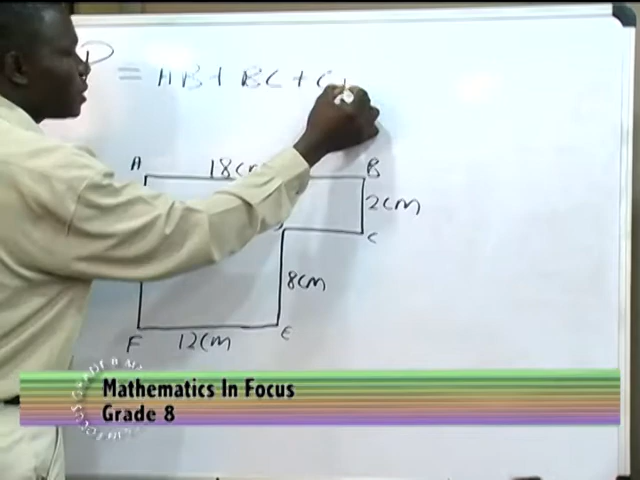 P = AB + BC + C
A 18cm B
2cm
C
8cm
F 12cm E
Mathematics In Focus
Grade 8